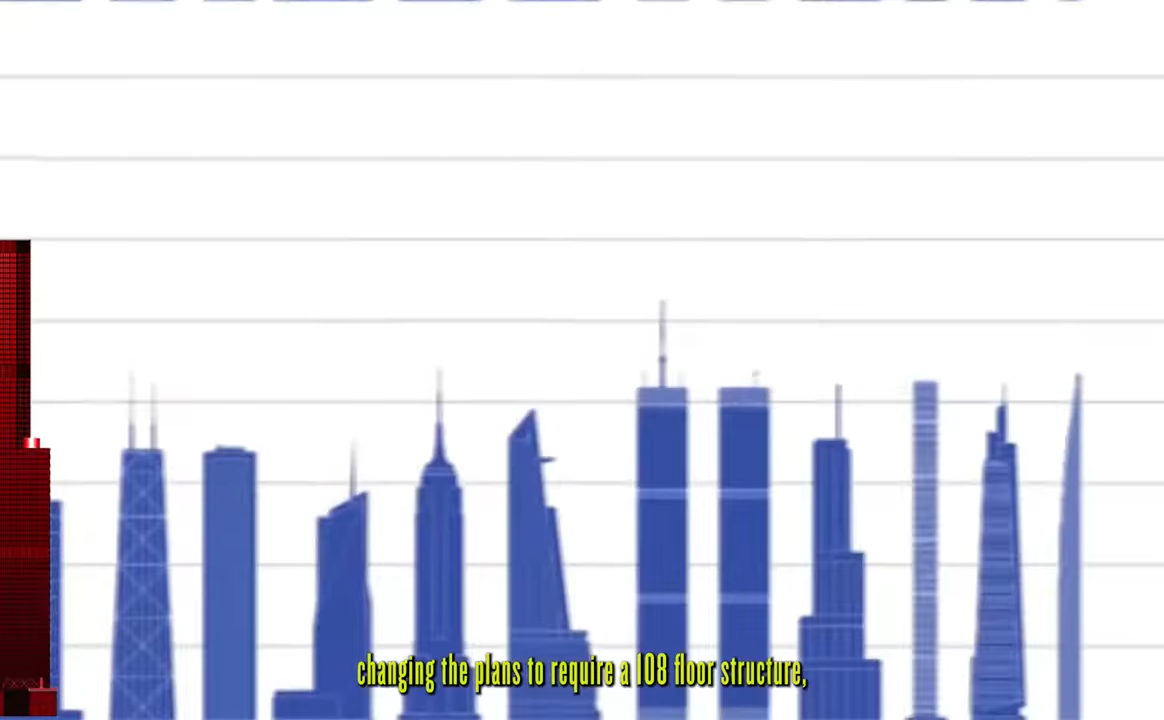 changing the plans to require a 108 floor structure,